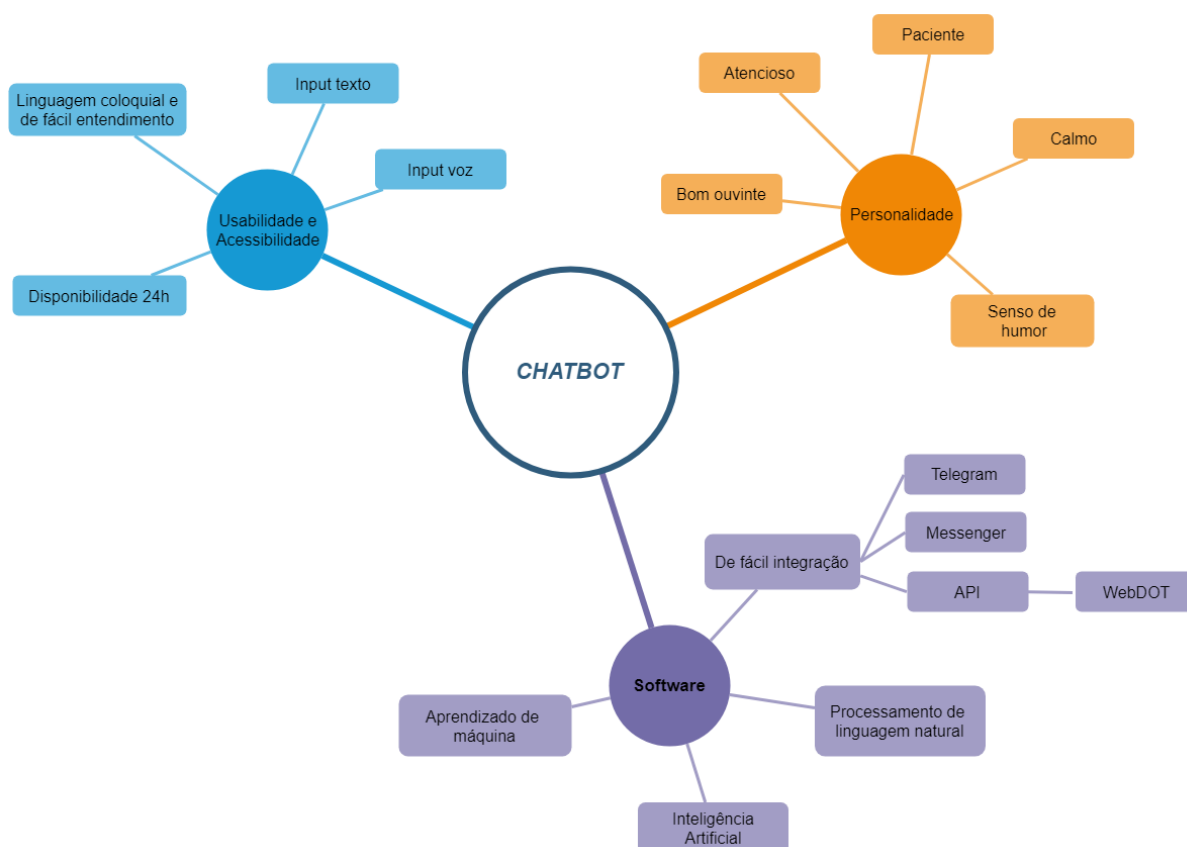 Linguagem coloquial e
de fácil entendimento
Input texto
Input voz
Usabilidade e
Acessibilidade
Disponibilidade 24h
Paciente
Atencioso
Calmo
Bom ouvinte
Personalidade
Senso de
humor
CHATBOT
Telegram
Messenger
De fácil integração
API
WebDOT
Software
Aprendizado de
máquina
Processamento de
linguagem natural
Inteligência
Artificial